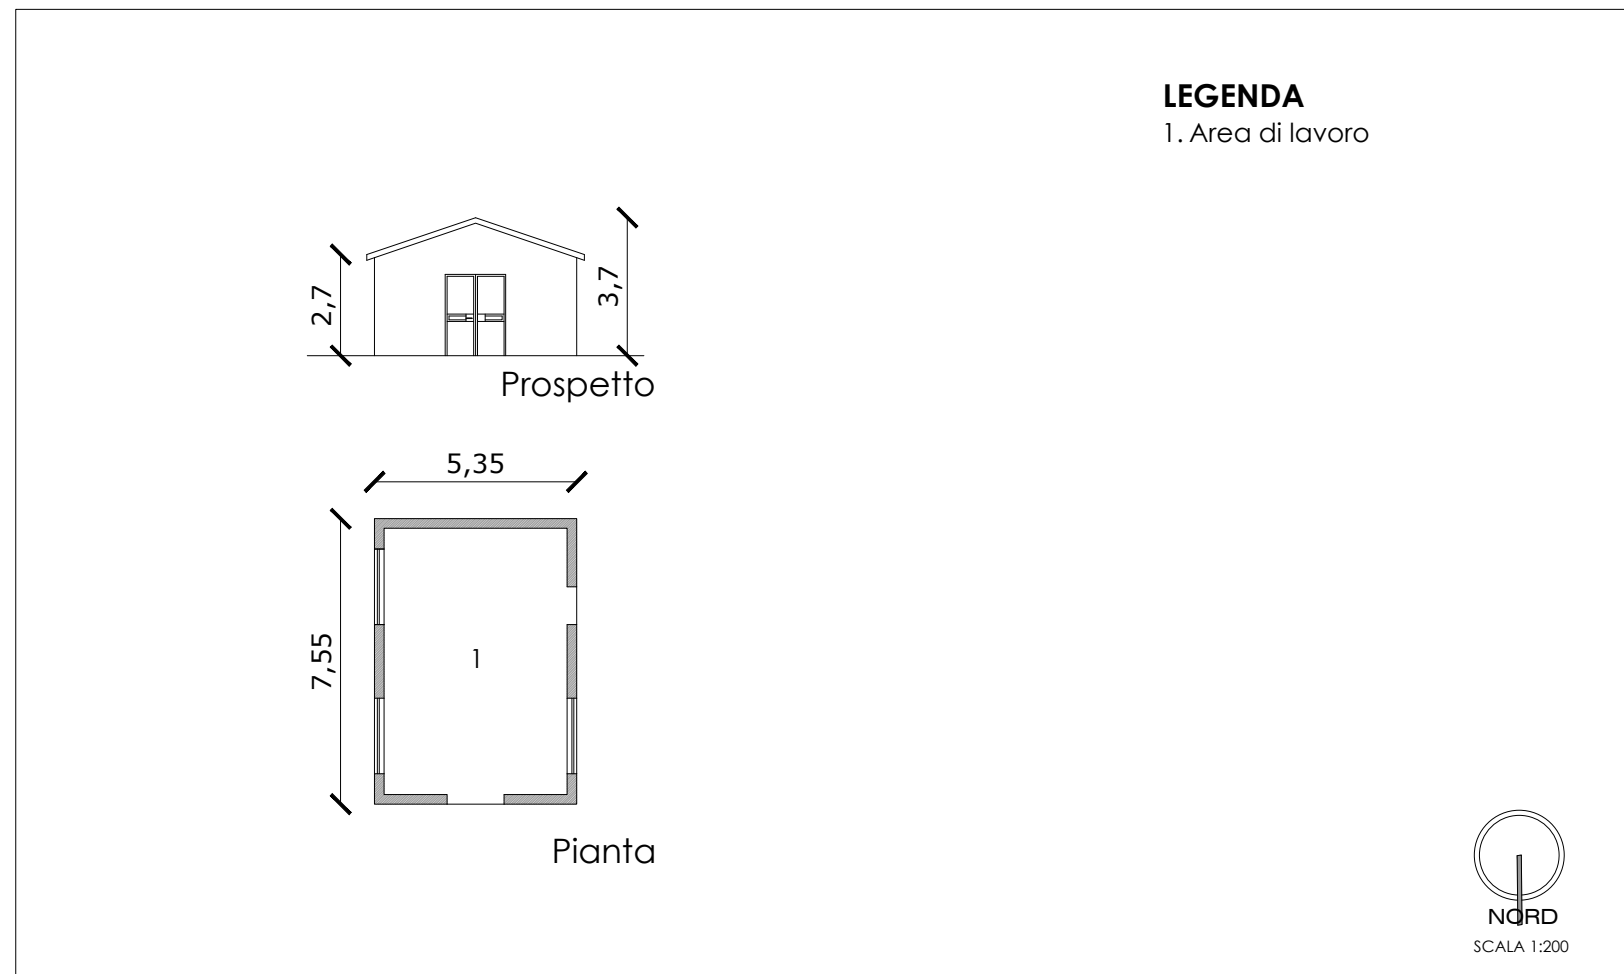 LEGENDA
1. Area di lavoro
2,7
3,7
Prospetto
5,35
7,55
1
Pianta
NORD
SCALA 1:200